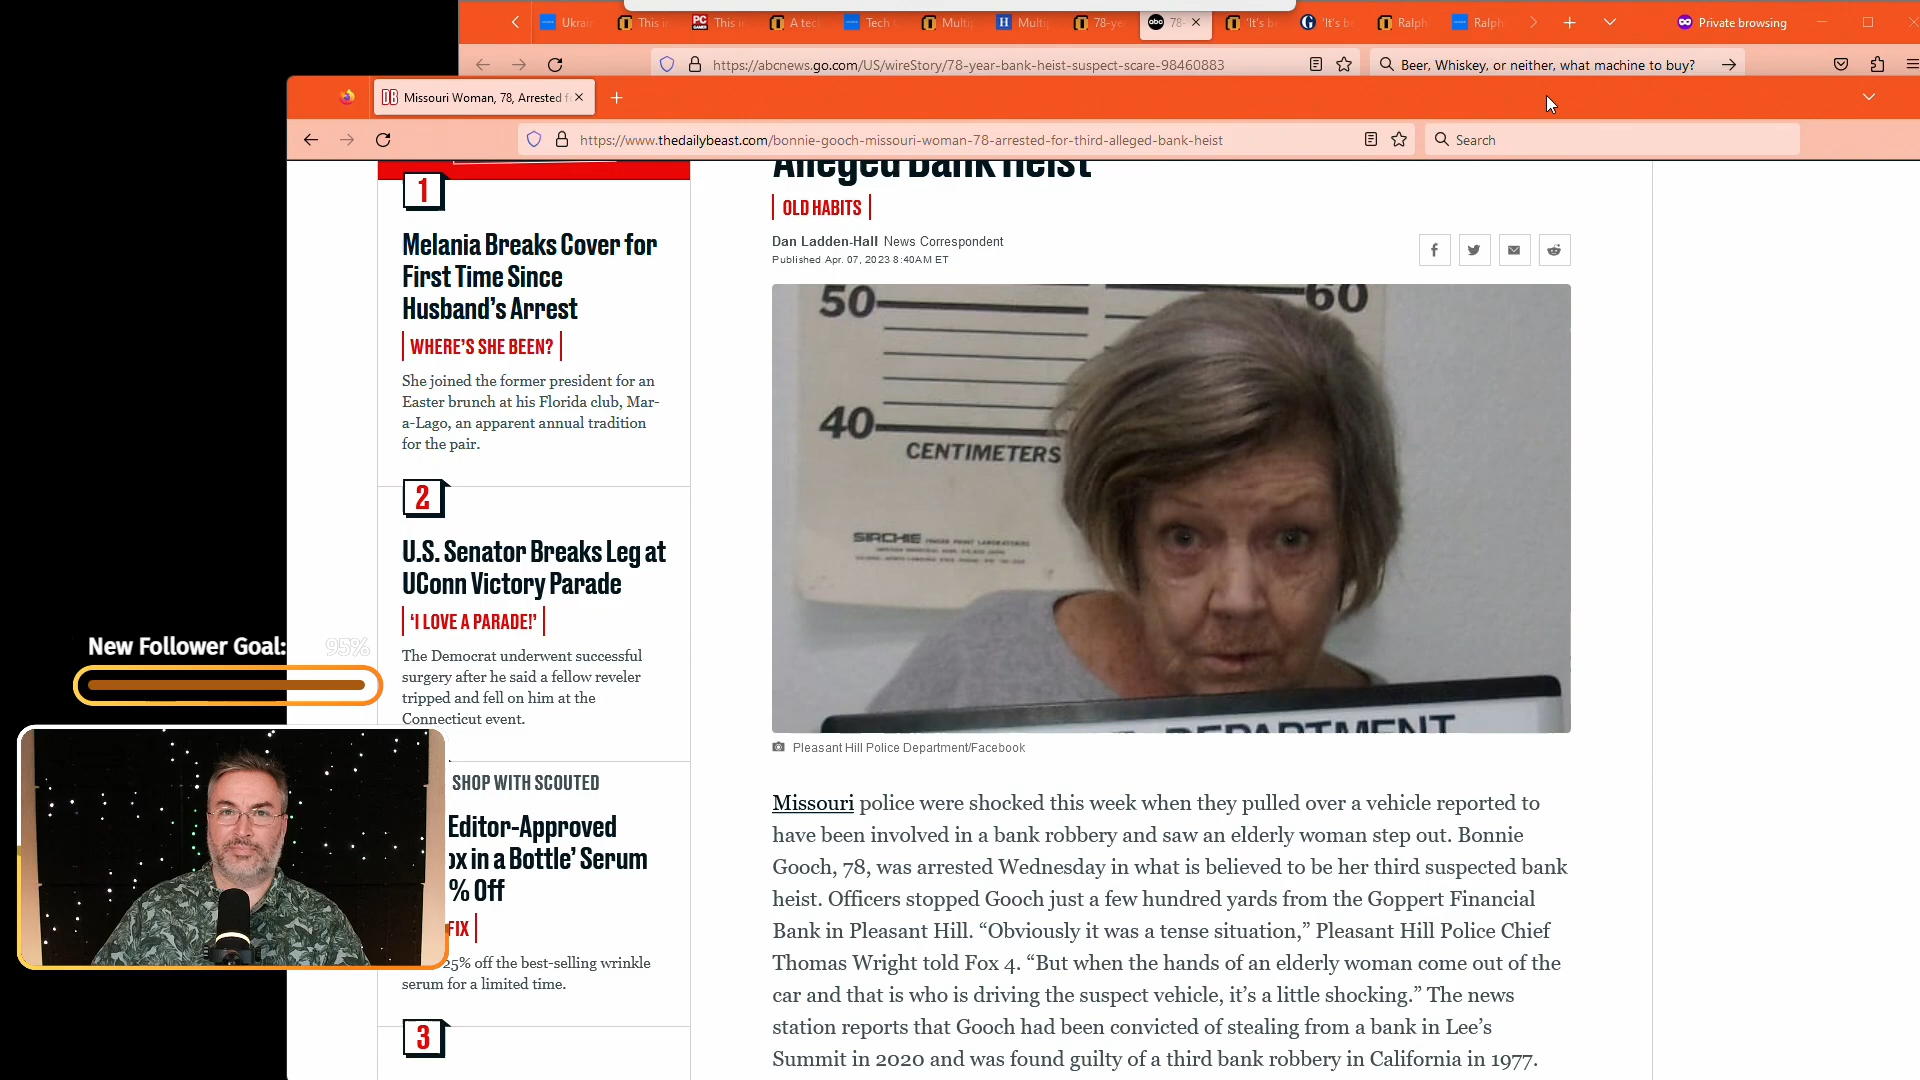 Ukrai
This in
This i
A tec
Tech
Multi
Multip
78-ye
78-
'It's be
'It's b
Ralph
Ralph
Private browsing
https://abcnews.go.com/US/wireStory/78-year-bank-heist-suspect-scare-98460883
Beer, Whiskey, or neither, what machine to buy?
Missouri Woman, 78, Arrested f
https://www.thedailybeast.com/bonnie-gooch-missouri-woman-78-arrested-for-third-alleged-bank-heist
Search
1
Melania Breaks Cover for
First Time Since
Husband's Arrest
WHERE'S SHE BEEN?
She joined the former president for an
Easter brunch at his Florida club, Mar-
a-Lago, an apparent annual tradition
for the pair.
2
U.S. Senator Breaks Leg at
UConn Victory Parade
'I LOVE A PARADE!'
The Democrat underwent successful
surgery after he said a fellow reveler
tripped and fell on him at the
Connecticut event.
SHOP WITH SCOUTED
Editor-Approved
ox in a Bottle' Serum
% Off
FIX
25% off the best-selling wrinkle
serum for a limited time.
3
New Follower Goal:
95%
Alleged Bank Heist
OLD HABITS
Dan Ladden-Hall News Correspondent
Published Apr. 07, 2023 8:40AM ET
50
60
40
CENTIMETERS
SIRCHIE
DEPARTMENT
Pleasant Hill Police Department/Facebook
Missouri police were shocked this week when they pulled over a vehicle reported to
have been involved in a bank robbery and saw an elderly woman step out. Bonnie
Gooch, 78, was arrested Wednesday in what is believed to be her third suspected bank
heist. Officers stopped Gooch just a few hundred yards from the Goppert Financial
Bank in Pleasant Hill. “Obviously it was a tense situation,” Pleasant Hill Police Chief
Thomas Wright told Fox 4. “But when the hands of an elderly woman come out of the
car and that is who is driving the suspect vehicle, it’s a little shocking.” The news
station reports that Gooch had been convicted of stealing from a bank in Lee’s
Summit in 2020 and was found guilty of a third bank robbery in California in 1977.